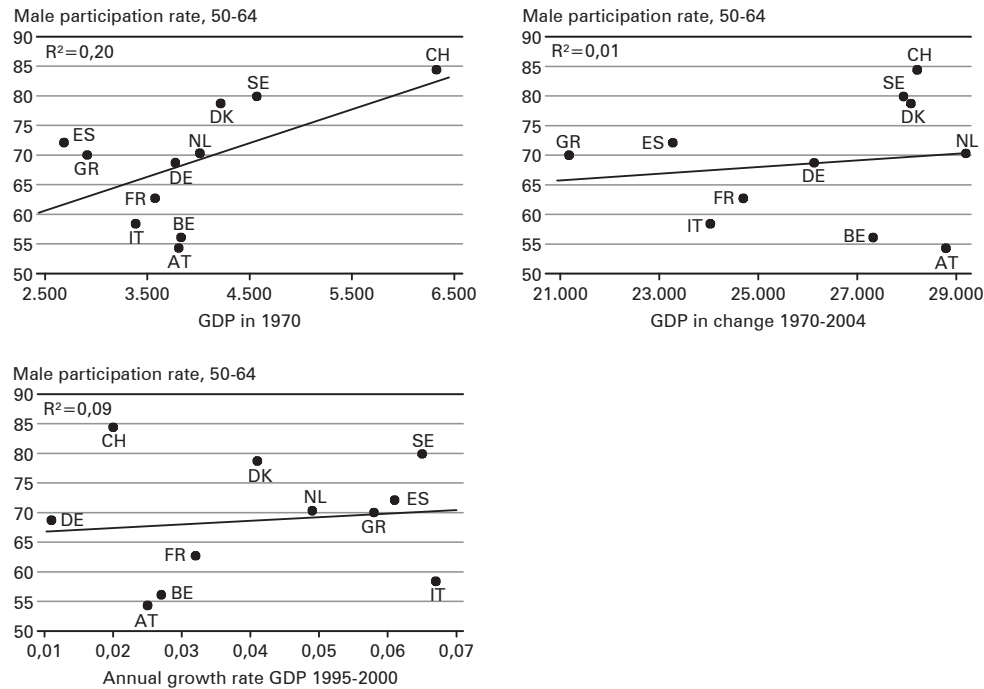 Male participation rate, 50-64
90
R²=0,20
CH
85
SE
80
DK
75
ES
NL
70
GR
DE
65
FR
60
IT
BE
55
AT
50
2.500 3.500 4.500 5.500 6.500
GDP in 1970
Male participation rate, 50-64
90
R²=0,01
CH
85
SE
80
DK
75
GR
ES
NL
70
DE
65
FR
60
IT
BE
55
AT
50
21.000 23.000 25.000 27.000 29.000
GDP in change 1970-2004
Male participation rate, 50-64
90
R²=0,09
85
CH
SE
80
DK
75
NL
ES
70
DE
GR
65
FR
60
IT
BE
55
AT
50
0,01 0,02 0,03 0,04 0,05 0,06 0,07
Annual growth rate GDP 1995-2000